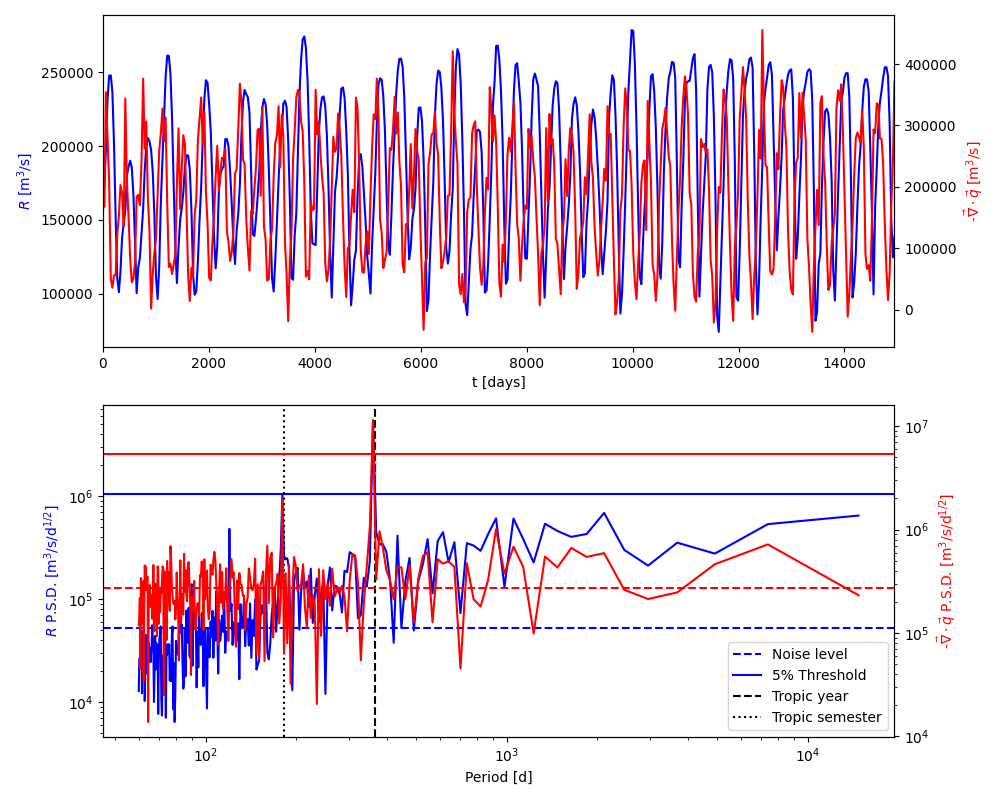 250000
200000
150000
100000
R [m³/s]
400000
300000
200000
100000
0
-∇⃗ · q⃗ [m³/s]
0 2000 4000 6000 8000 10000 12000 14000
t [days]
10⁶
10⁵
10⁴
R P.S.D. [m³/s/d^{1/2}]
10⁷
10⁶
10⁵
10⁴
-∇⃗ · q⃗ P.S.D. [m³/s/d^{1/2}]
Noise level
5% Threshold
Tropic year
Tropic semester
10² 10³ 10⁴
Period [d]